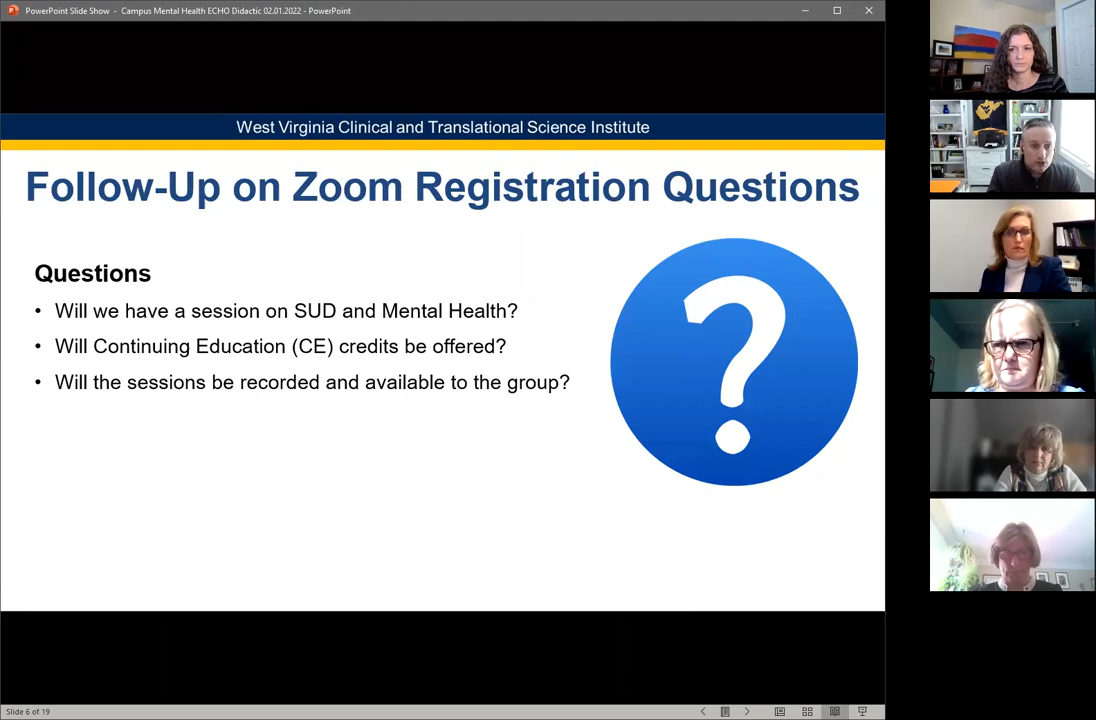 PowerPoint Slide Show - Campus Mental Health ECHO Didactic 02.01.2022 - PowerPoint
West Virginia Clinical and Translational Science Institute
Follow-Up on Zoom Registration Questions
Questions
• Will we have a session on SUD and Mental Health?
• Will Continuing Education (CE) credits be offered?
• Will the sessions be recorded and available to the group?
?
Slide 6 of 19